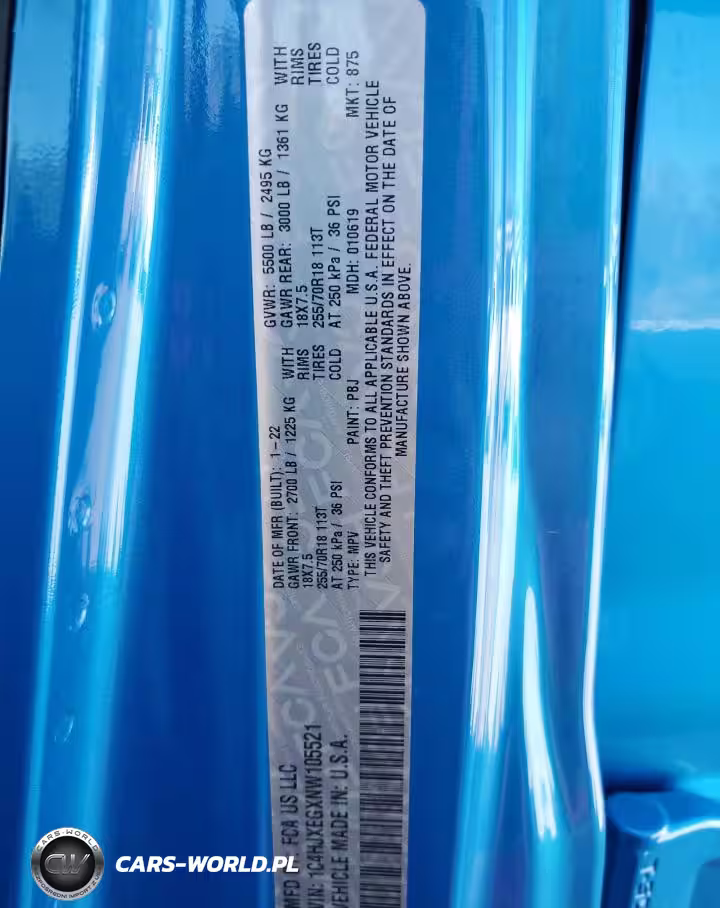 MFD FCA US LLC
DATE OF MFR (BUILT): 1-22
GVWR: 5500 LB / 2495 KG
GAWR FRONT: 2700 LB / 1225 KG WITH
18X7.5 RIMS
255/70R18 113T TIRES
AT 250 kPa / 36 PSI COLD
GAWR REAR: 3000 LB / 1361 KG WITH
18X7.5 RIMS
255/70R18 113T TIRES
AT 250 kPa / 36 PSI COLD
TYPE: MPV PAINT: PBJ MDH: 010619 MKT: 875
THIS VEHICLE CONFORMS TO ALL APPLICABLE U.S.A. FEDERAL MOTOR VEHICLE
SAFETY AND THEFT PREVENTION STANDARDS IN EFFECT ON THE DATE OF
MANUFACTURE SHOWN ABOVE.
VIN: 1C4HJXEGXNW105521
VEHICLE MADE IN: U.S.A.
CARS-WORLD
CW
CARS-WORLD.PL